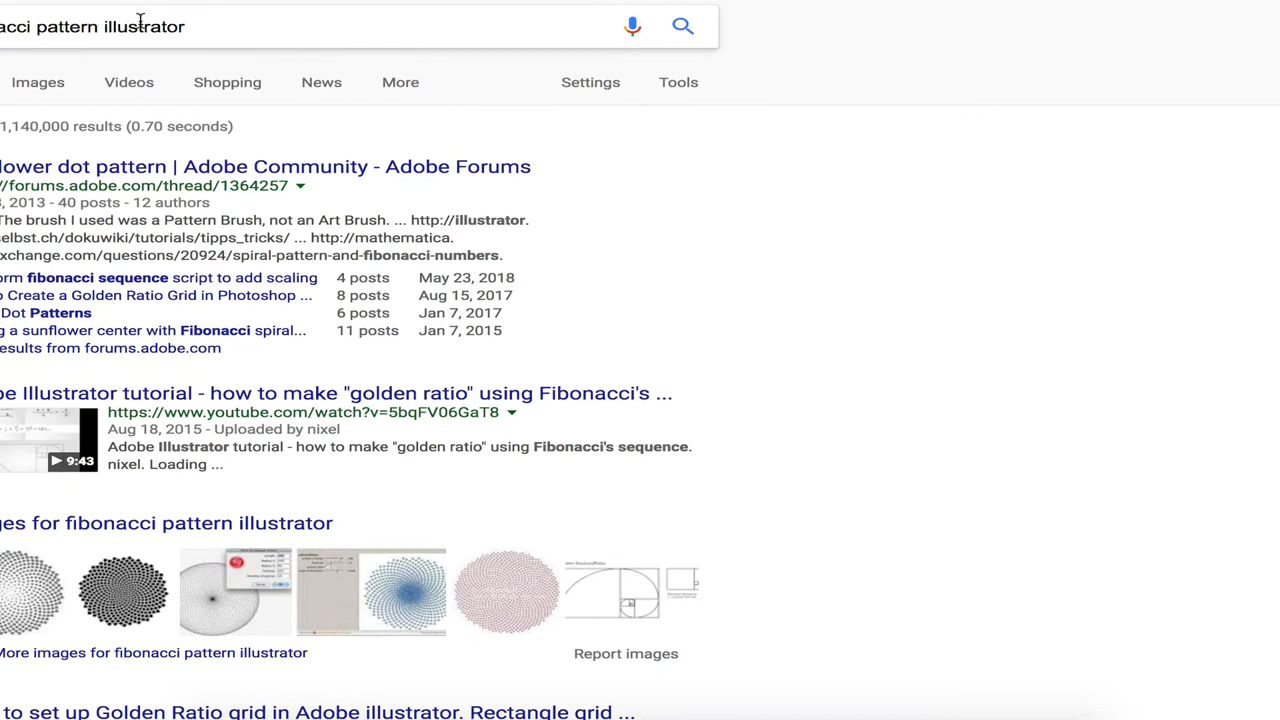 acci pattern illustrator
Images Videos Shopping News More Settings Tools
1,140,000 results (0.70 seconds)
lower dot pattern | Adobe Community - Adobe Forums
//forums.adobe.com/thread/1364257
, 2013 - 40 posts - 12 authors
The brush I used was a Pattern Brush, not an Art Brush. ... http://illustrator.
selbst.ch/dokuwiki/tutorials/tipps_tricks/ ... http://mathematica.
xchange.com/questions/20924/spiral-pattern-and-fibonacci-numbers.
orm fibonacci sequence script to add scaling 4 posts May 23, 2018
o Create a Golden Ratio Grid in Photoshop ... 8 posts Aug 15, 2017
Dot Patterns 6 posts Jan 7, 2017
g a sunflower center with Fibonacci spiral... 11 posts Jan 7, 2015
esults from forums.adobe.com
be Illustrator tutorial - how to make "golden ratio" using Fibonacci's ...
https://www.youtube.com/watch?v=5bqFV06GaT8
9:43
Aug 18, 2015 - Uploaded by nixel
Adobe Illustrator tutorial - how to make "golden ratio" using Fibonacci's sequence.
nixel. Loading ...
ges for fibonacci pattern illustrator
More images for fibonacci pattern illustrator Report images
to set up Golden Ratio grid in Adobe illustrator. Rectangle grid ...